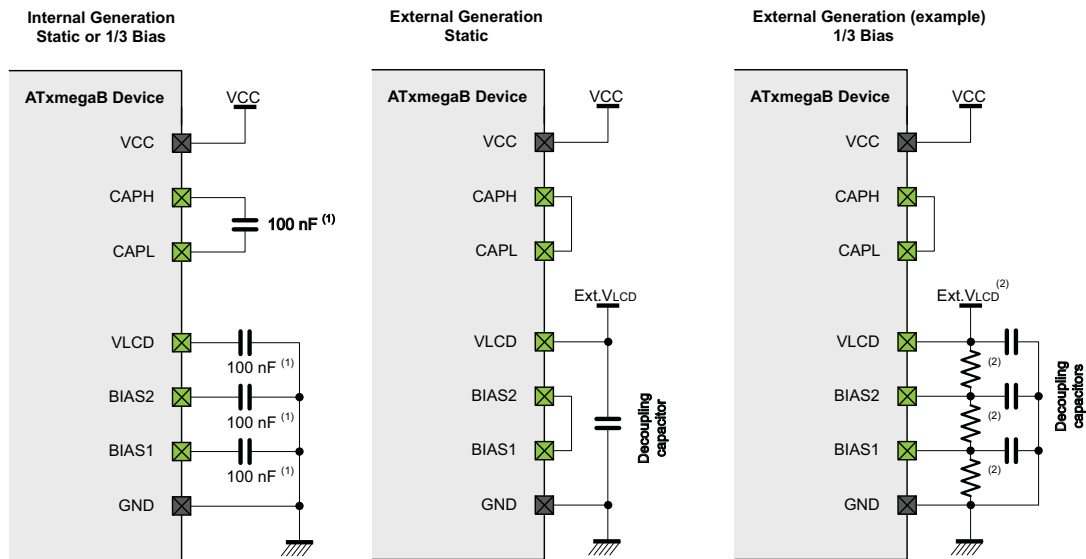 Internal Generation
Static or 1/3 Bias
ATxmegaB Device
VCC
VCC
CAPH
100 nF (1)
CAPL
VLCD
100 nF (1)
BIAS2
100 nF (1)
BIAS1
100 nF (1)
GND
External Generation
Static
ATxmegaB Device
VCC
VCC
CAPH
CAPL
Ext.VLCD
VLCD
BIAS2
BIAS1
Decoupling
capacitor
GND
External Generation (example)
1/3 Bias
ATxmegaB Device
VCC
VCC
CAPH
CAPL
Ext.VLCD (2)
VLCD
(2)
BIAS2
(2)
BIAS1
(2)
Decoupling
capacitors
GND